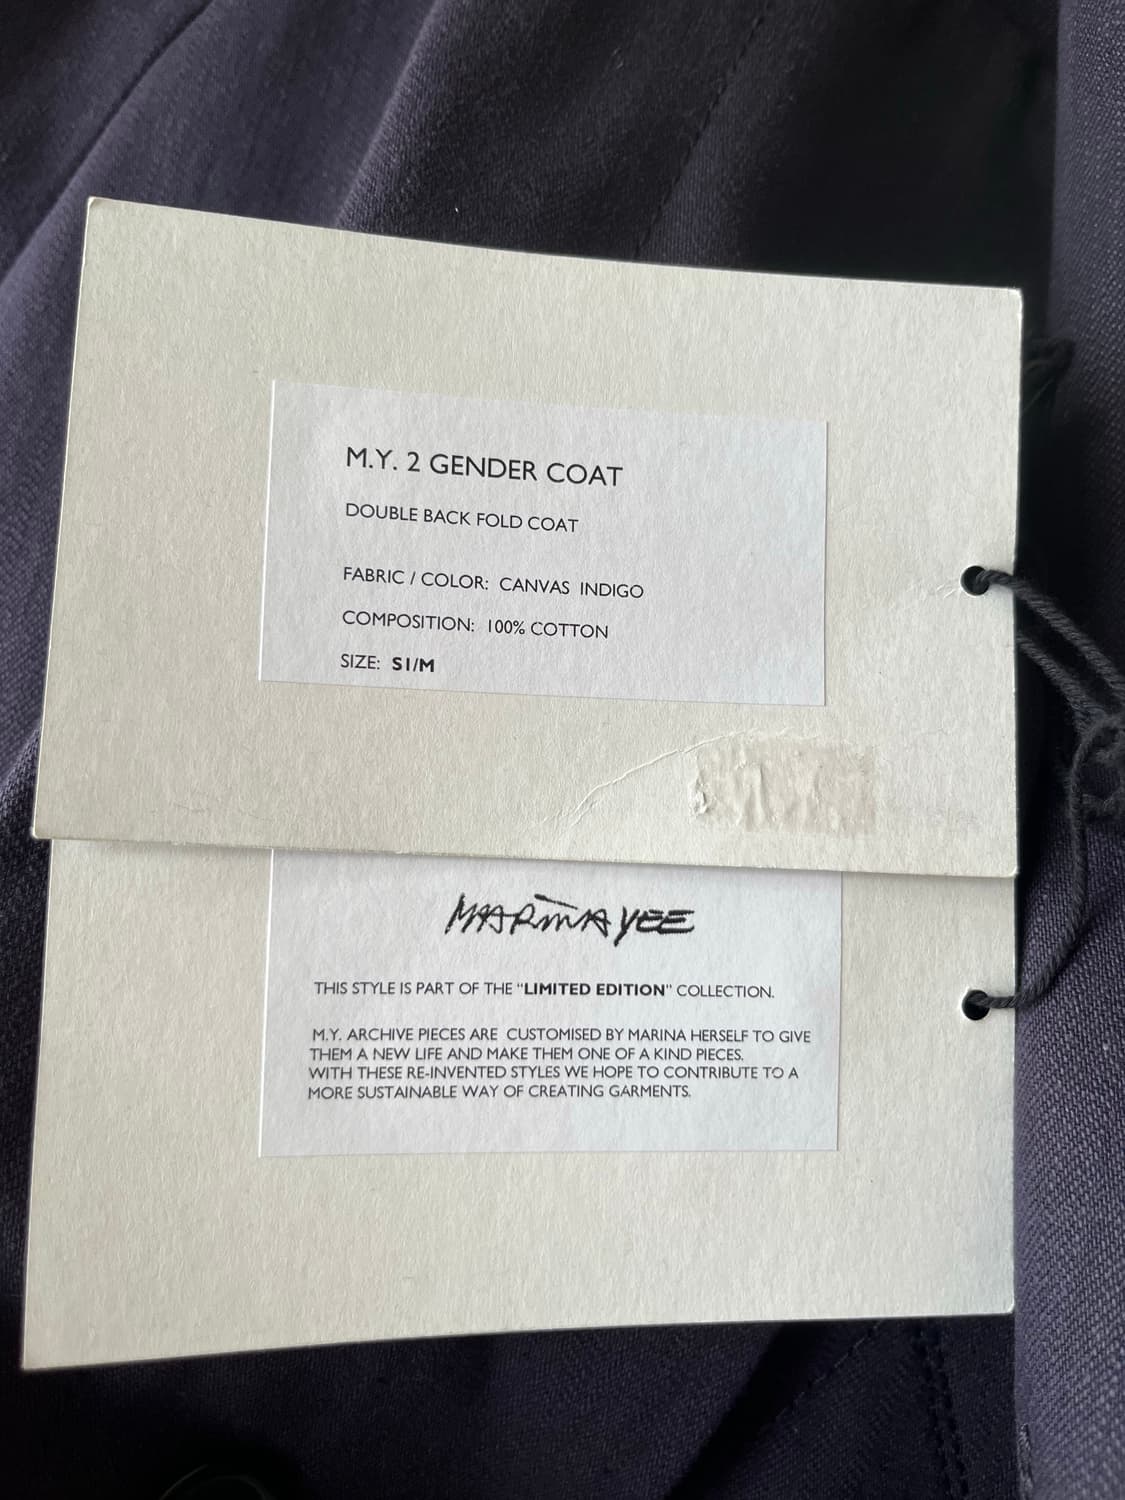 M.Y. 2 GENDER COAT
DOUBLE BACK FOLD COAT
FABRIC / COLOR: CANVAS INDIGO
COMPOSITION: 100% COTTON
SIZE: S1/M
MARINA YEE
THIS STYLE IS PART OF THE "LIMITED EDITION" COLLECTION.
M.Y. ARCHIVE PIECES ARE CUSTOMISED BY MARINA HERSELF TO GIVE
THEM A NEW LIFE AND MAKE THEM ONE OF A KIND PIECES.
WITH THESE RE-INVENTED STYLES WE HOPE TO CONTRIBUTE TO A
MORE SUSTAINABLE WAY OF CREATING GARMENTS.